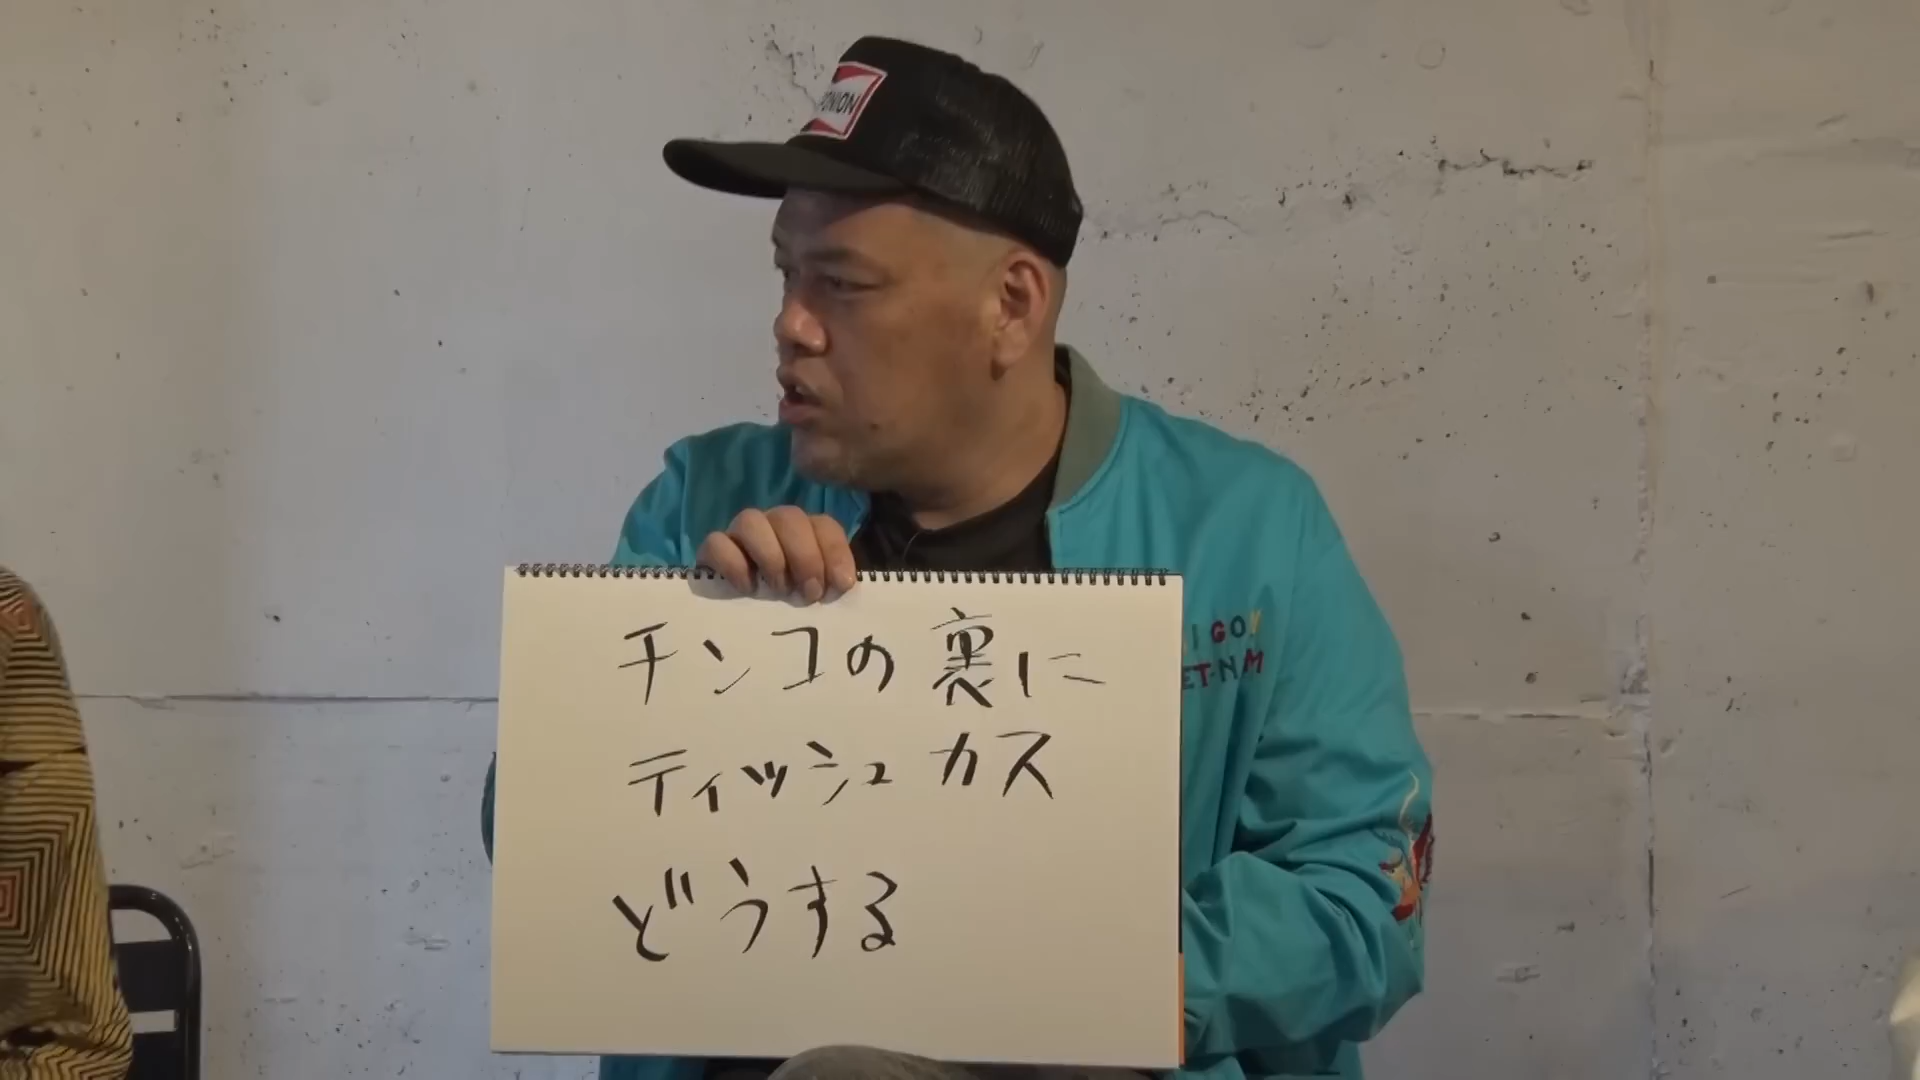 チンコの裏に
ティッシュカス
どうする